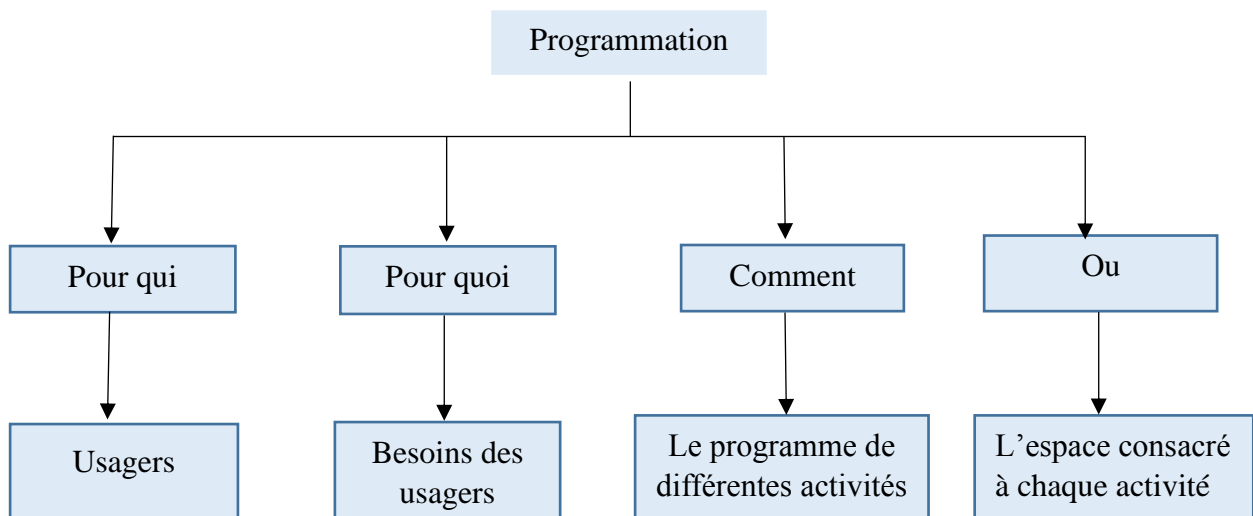 Programmation
Pour qui
Pour quoi
Comment
Ou
Usagers
Besoins des
usagers
Le programme de
différentes activités
L’espace consacré
à chaque activité